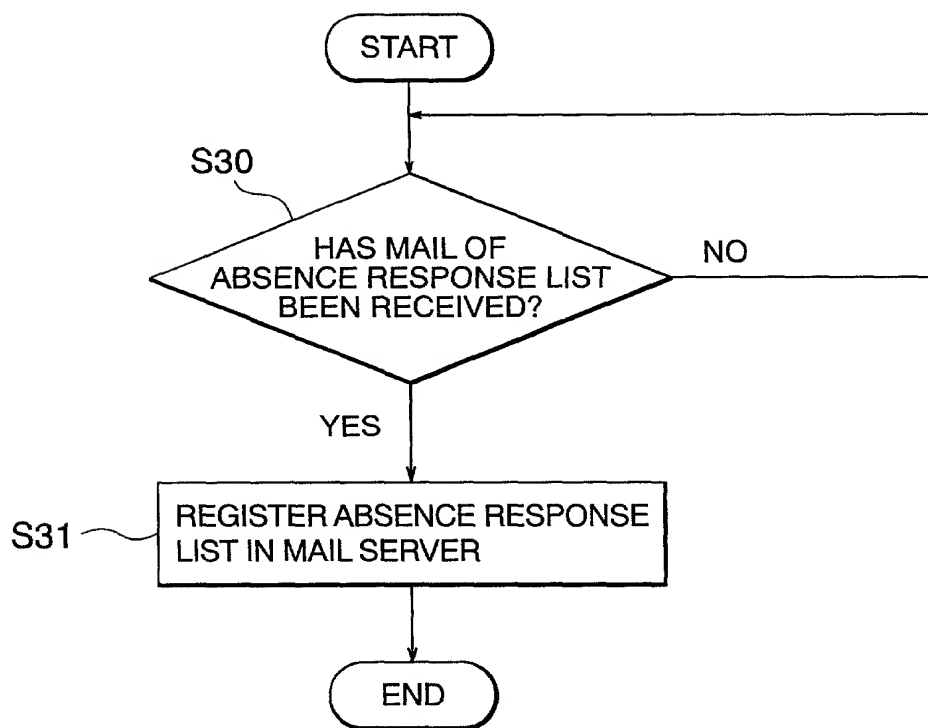 START
S30
HAS MAIL OF
ABSENCE RESPONSE LIST
BEEN RECEIVED?
NO
YES
S31
REGISTER ABSENCE RESPONSE
LIST IN MAIL SERVER
END